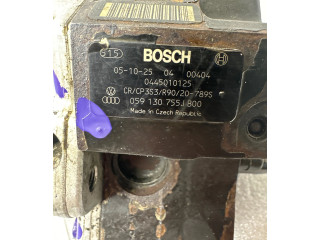 915 BOSCH
05-10-25 04 00404
0445010125
CR/CP3S3/R90/20-789S
059 130 755J 800
Made in Czech Republic